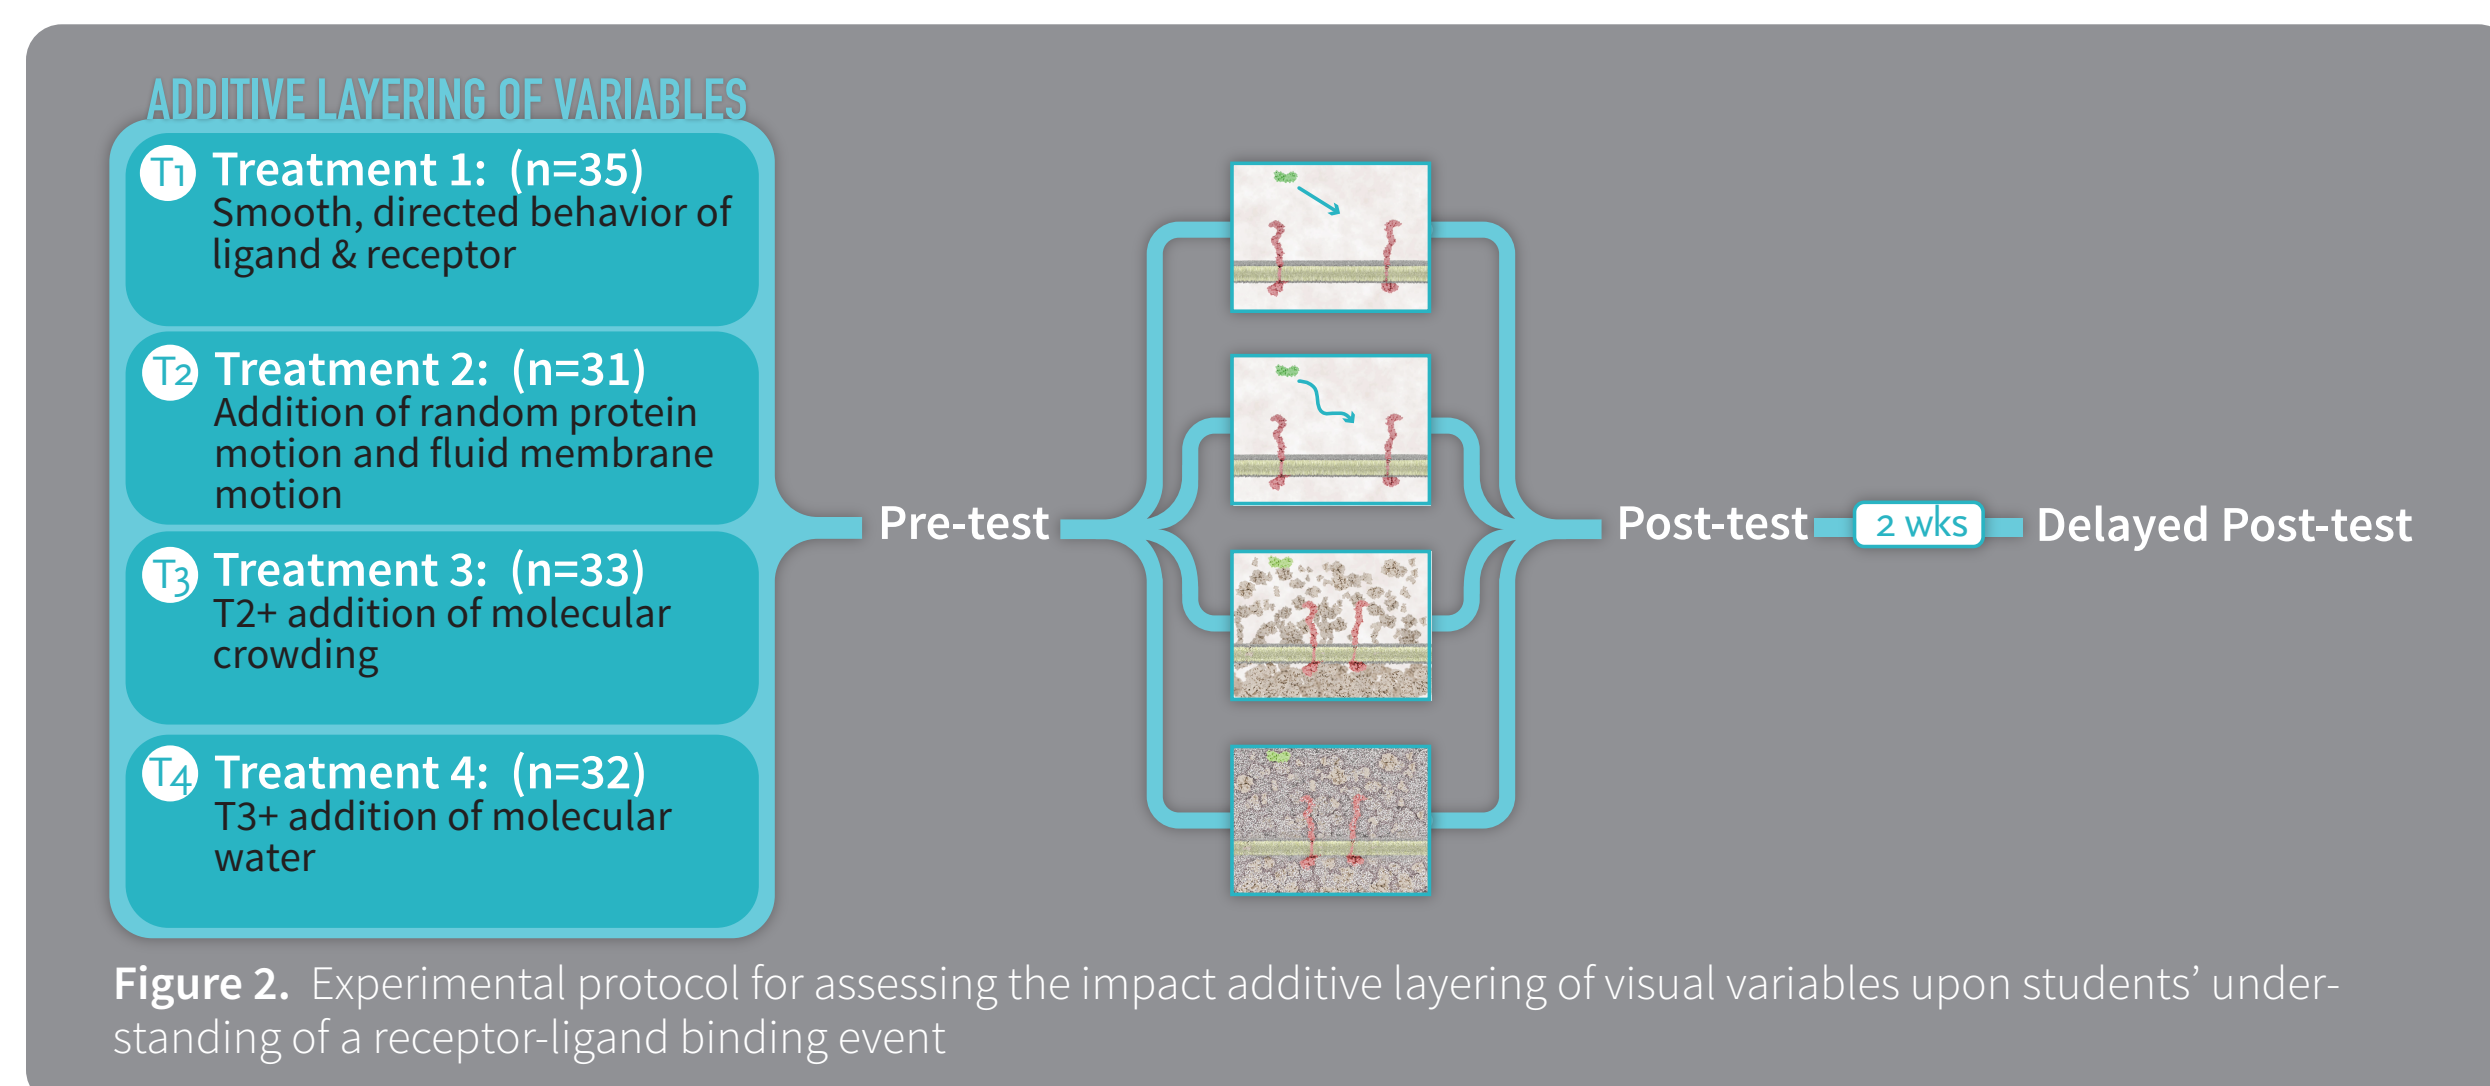 ADDITIVE LAYERING OF VARIABLES
T1 Treatment 1: (n=35)
Smooth, directed behavior of
ligand & receptor
T2 Treatment 2: (n=31)
Addition of random protein
motion and fluid membrane
motion
T3 Treatment 3: (n=33)
T2+ addition of molecular
crowding
T4 Treatment 4: (n=32)
T3+ addition of molecular
water
Pre-test
Post-test
2 wks
Delayed Post-test
Figure 2. Experimental protocol for assessing the impact additive layering of visual variables upon students’ under-
standing of a receptor-ligand binding event